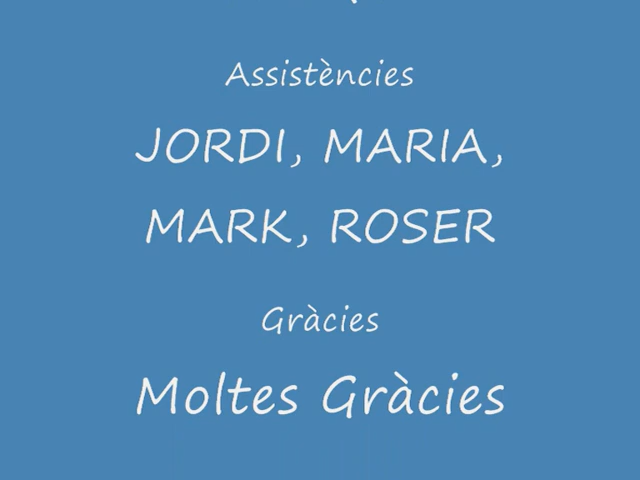 Assistències
JORDI, MARIA,
MARK, ROSER
Gràcies
Moltes Gràcies